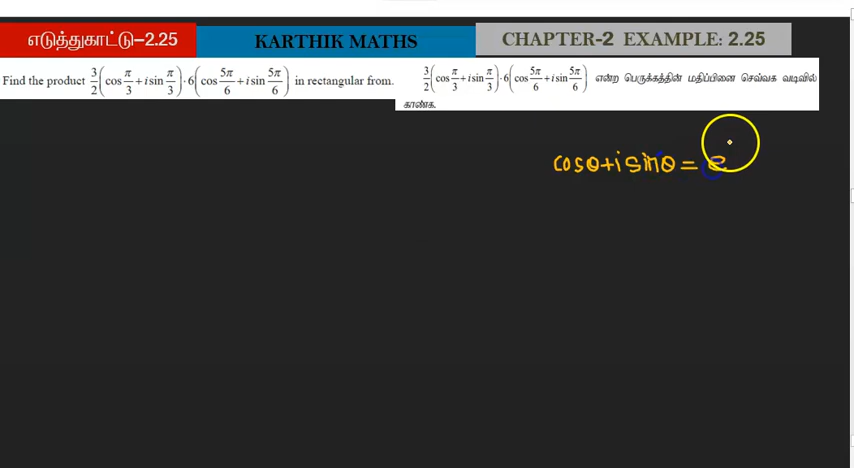 எடுத்துகாட்டு–2.25
KARTHIK MATHS
CHAPTER-2 EXAMPLE: 2.25
Find the product 3/2 (cos π/3 + i sin π/3) · 6 (cos 5π/6 + i sin 5π/6) in rectangular from.
3/2 (cos π/3 + i sin π/3) · 6 (cos 5π/6 + i sin 5π/6) என்ற பெருக்கத்தின் மதிப்பினை செவ்வக வடிவில்
காண்க.
cosθ+i sinθ = e